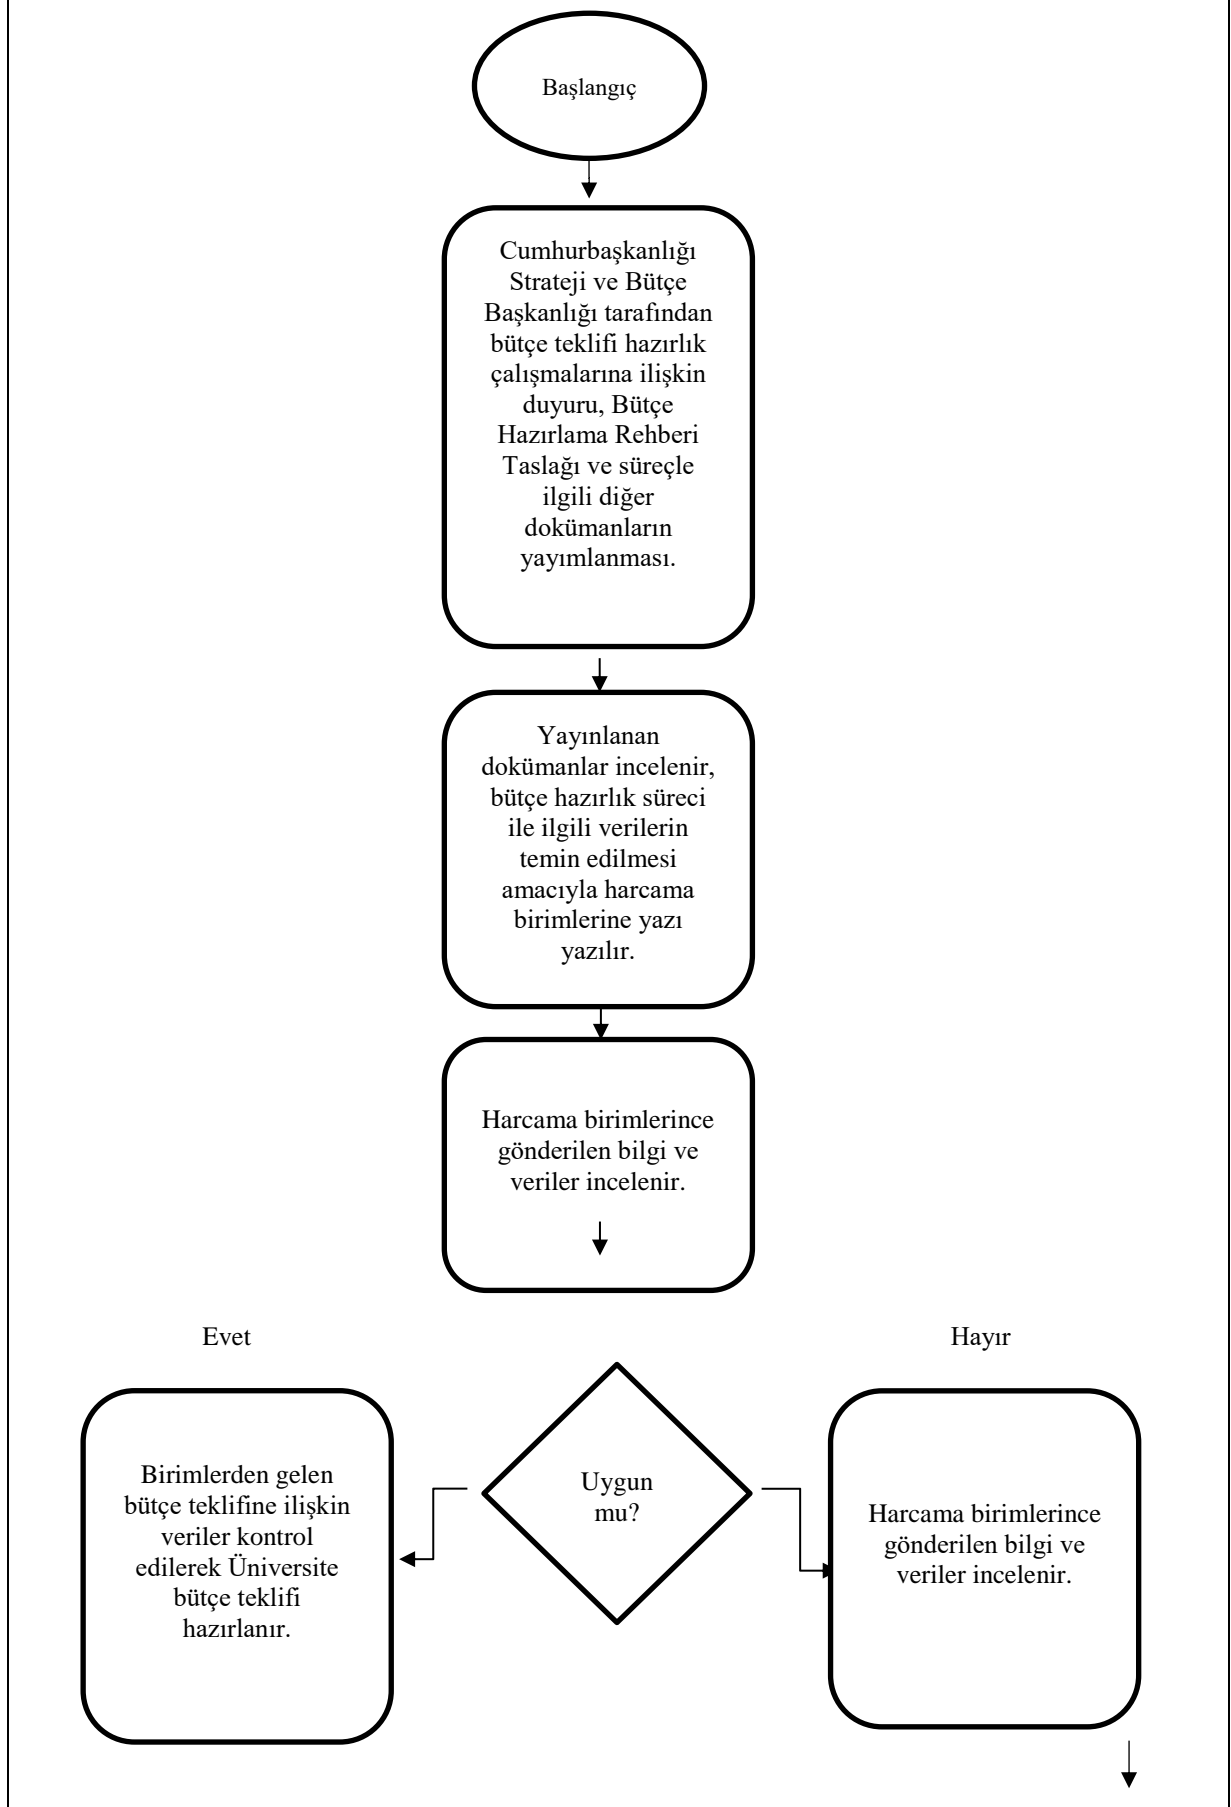 Başlangıç
Cumhurbaşkanlığı
Strateji ve Bütçe
Başkanlığı tarafından
bütçe teklifi hazırlık
çalışmalarına ilişkin
duyuru, Bütçe
Hazırlama Rehberi
Taslağı ve süreçle
ilgili diğer
dokümanların
yayımlanması.
Yayınlanan
dokümanlar incelenir,
bütçe hazırlık süreci
ile ilgili verilerin
temin edilmesi
amacıyla harcama
birimlerine yazı
yazılır.
Harcama birimlerince
gönderilen bilgi ve
veriler incelenir.
Evet
Hayır
Birimlerden gelen
bütçe teklifine ilişkin
veriler kontrol
edilerek Üniversite
bütçe teklifi
hazırlanır.
Uygun
mu?
Harcama birimlerince
gönderilen bilgi ve
veriler incelenir.